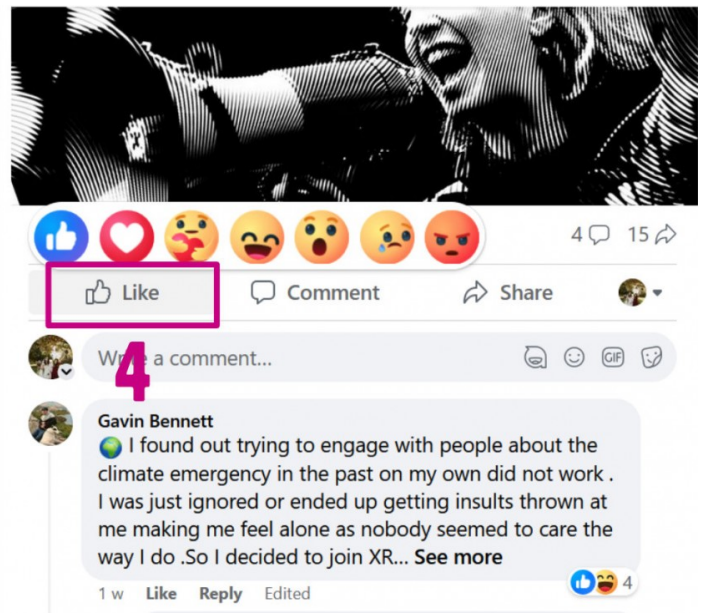 4 15
Like Comment Share
Write a comment...
GIF
4
Gavin Bennett
I found out trying to engage with people about the
climate emergency in the past on my own did not work .
I was just ignored or ended up getting insults thrown at
me making me feel alone as nobody seemed to care the
way I do .So I decided to join XR... See more
4
1 w Like Reply Edited